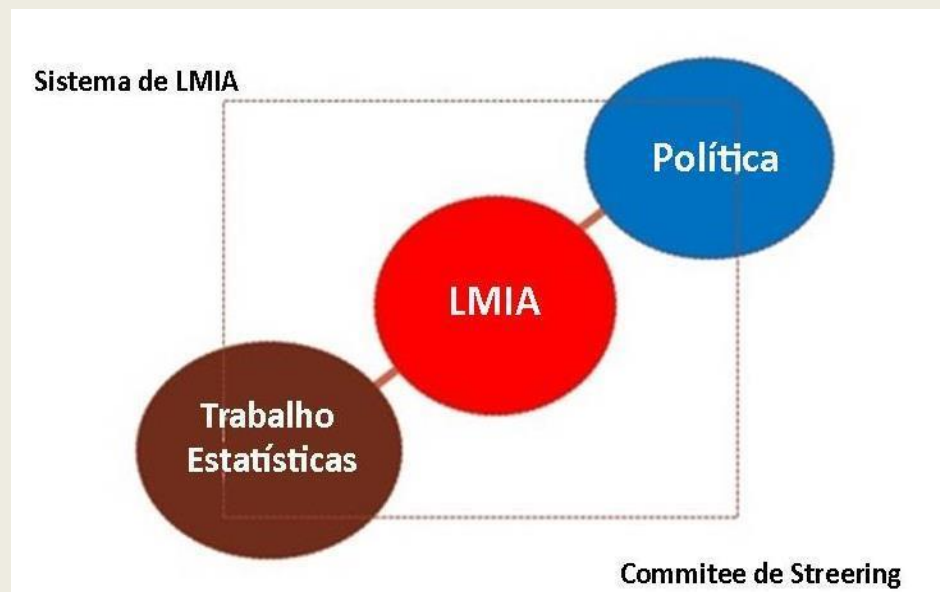 Sistema de LMIA
Política
LMIA
Trabalho
Estatísticas
Commitee de Streering